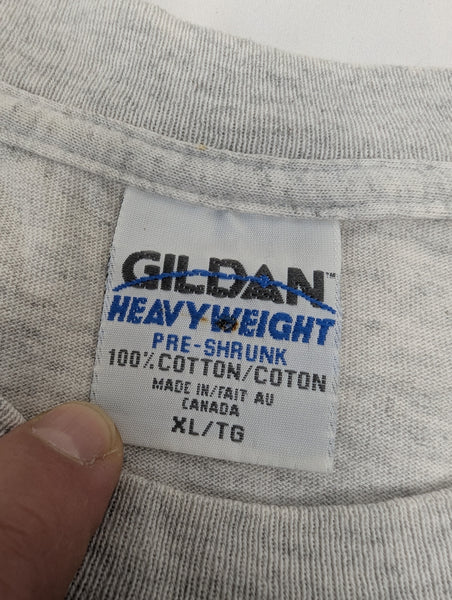 GILDAN™
HEAVYWEIGHT
PRE-SHRUNK
100% COTTON/COTON
MADE IN/FAIT AU
CANADA
XL/TG